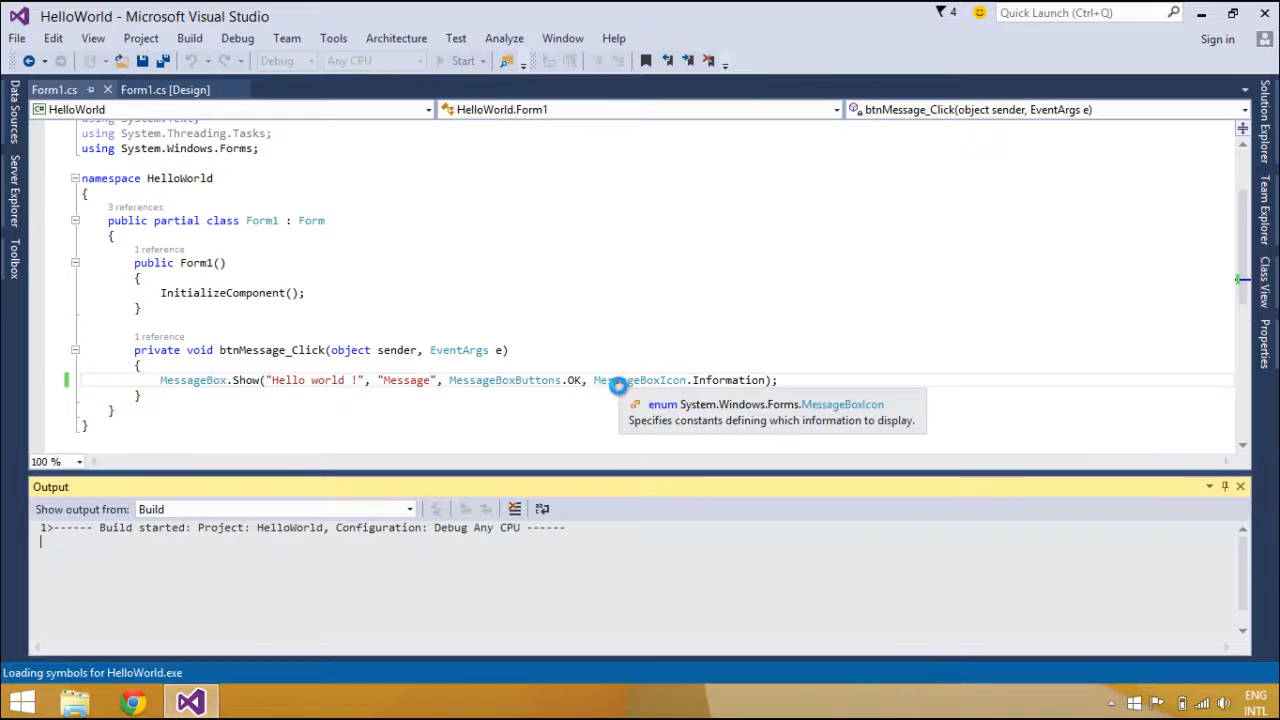 HelloWorld - Microsoft Visual Studio
4
Quick Launch (Ctrl+Q)
File Edit View Project Build Debug Team Tools Architecture Test Analyze Window Help
Sign in
Debug Any CPU Start
Form1.cs Form1.cs [Design]
HelloWorld HelloWorld.Form1 btnMessage_Click(object sender, EventArgs e)
Data Sources
Server Explorer
Toolbox
using System.Text;
using System.Threading.Tasks;
using System.Windows.Forms;
namespace HelloWorld
{
3 references
public partial class Form1 : Form
{
1 reference
public Form1()
{
InitializeComponent();
}
1 reference
private void btnMessage_Click(object sender, EventArgs e)
{
MessageBox.Show("Hello world !", "Message", MessageBoxButtons.OK, MessageBoxIcon.Information);
}
}
}
enum System.Windows.Forms.MessageBoxIcon
Specifies constants defining which information to display.
Solution Explorer
Team Explorer
Class View
Properties
100 %
Output
Show output from: Build
1>------ Build started: Project: HelloWorld, Configuration: Debug Any CPU ------
Loading symbols for HelloWorld.exe
ENG
INTL